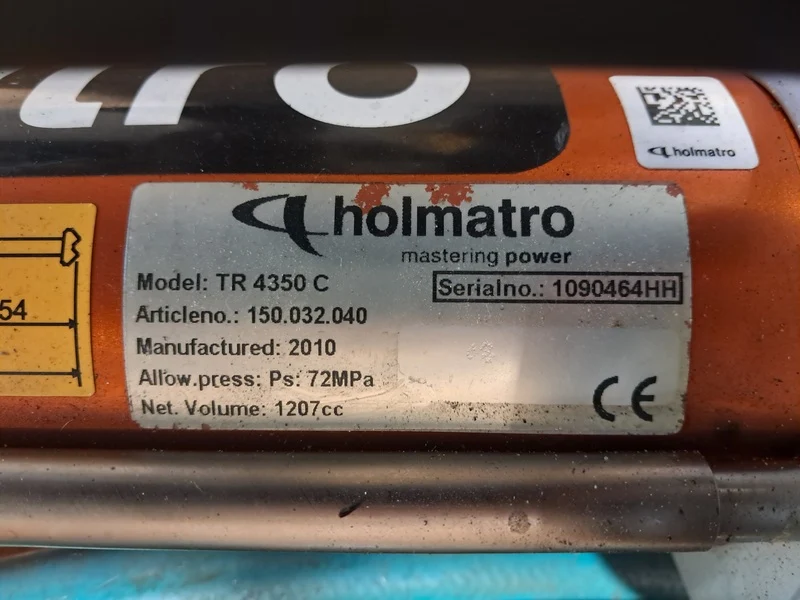 tro
holmatro
holmatro
mastering power
Model: TR 4350 C
Serialno.: 1090464HH
Articleno.: 150.032.040
Manufactured: 2010
Allow.press: Ps: 72MPa
Net. Volume: 1207cc
54